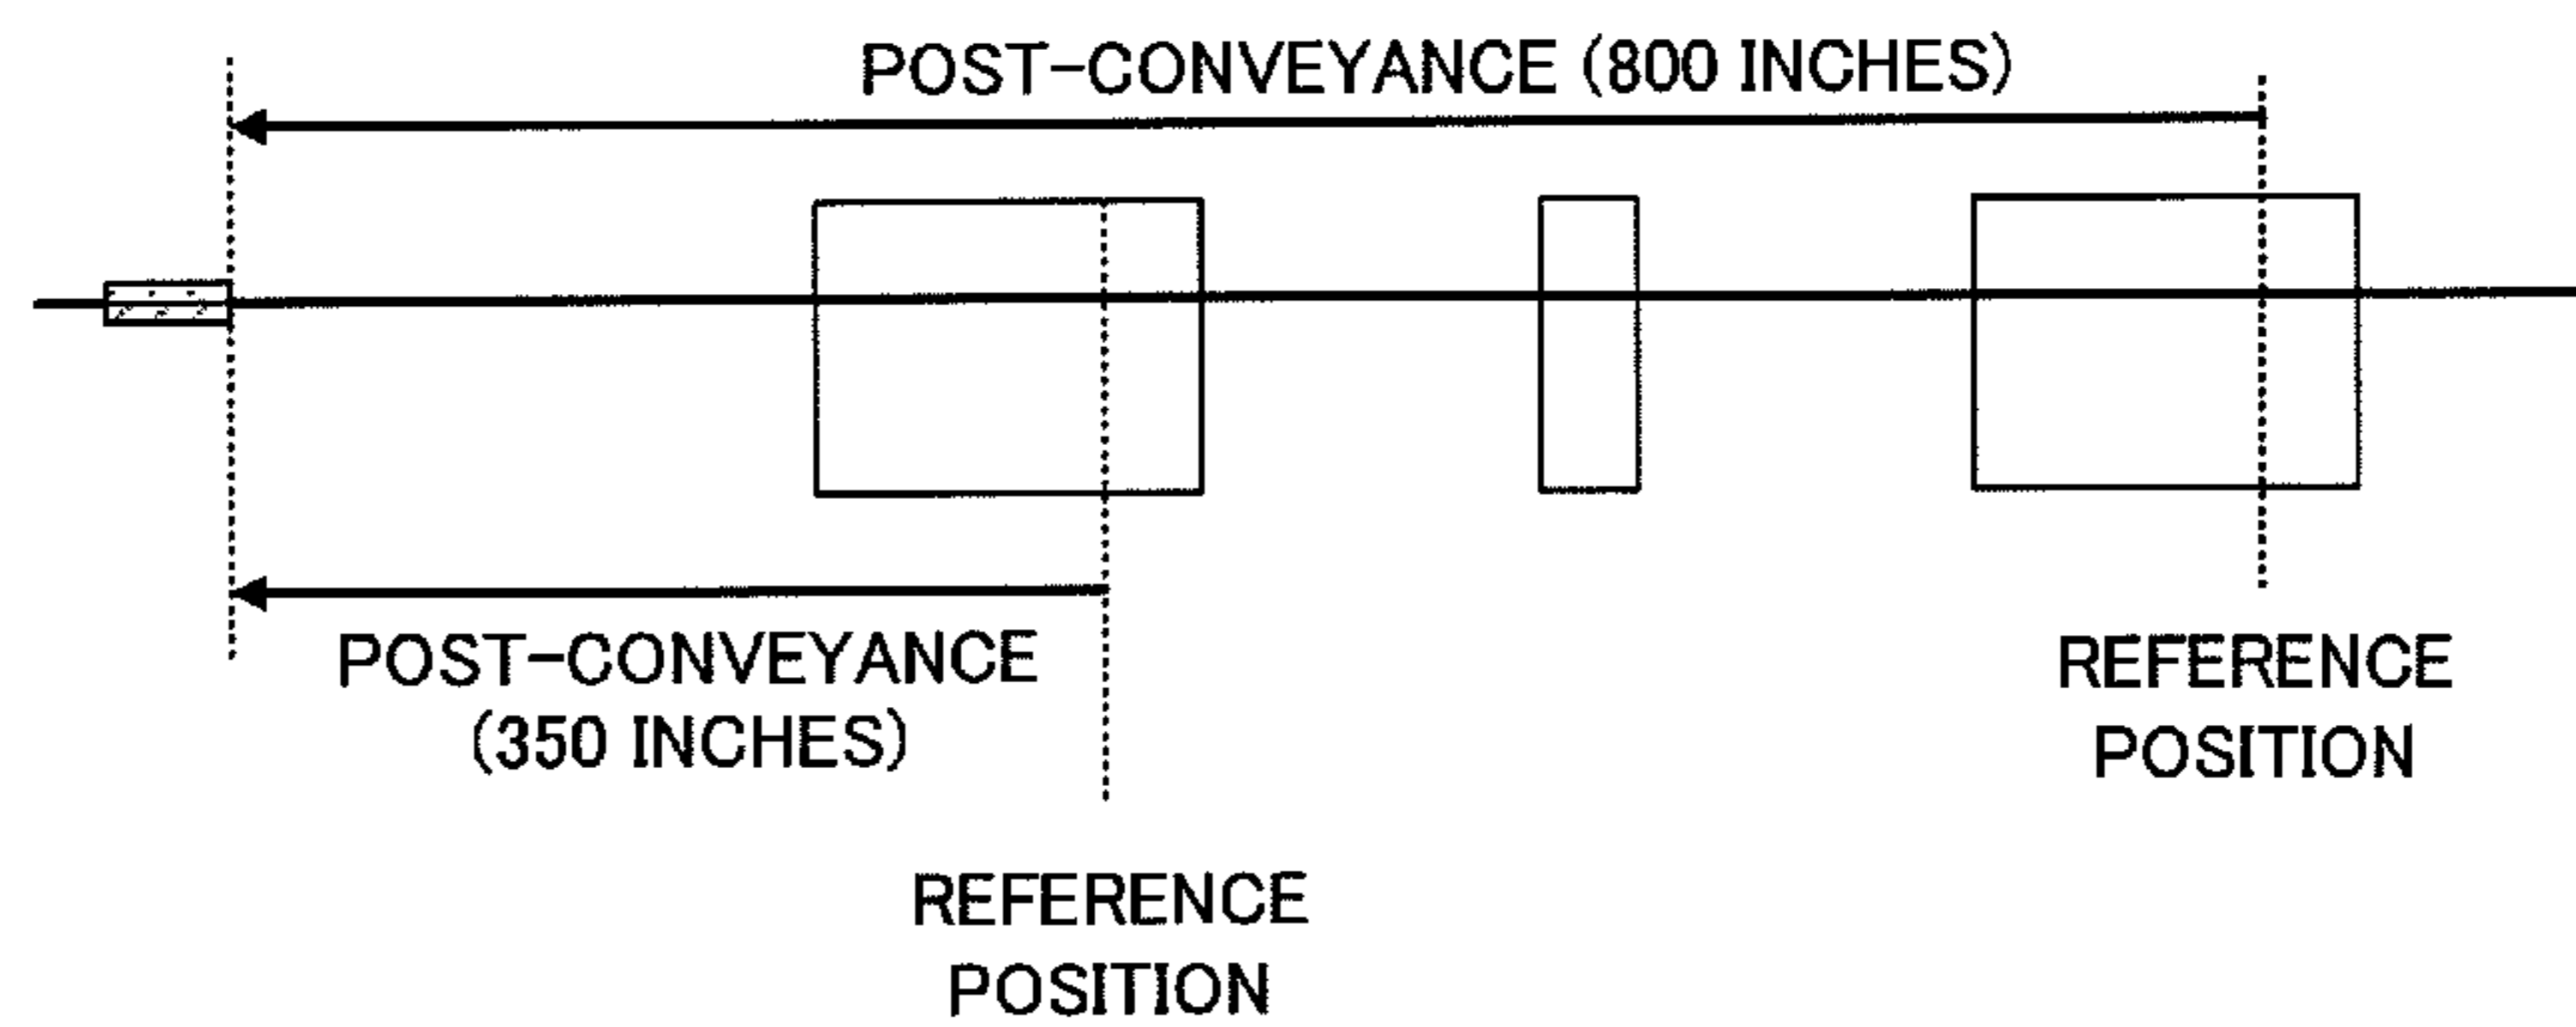 POST-CONVEYANCE (800 INCHES)
POST-CONVEYANCE
(350 INCHES)
REFERENCE
POSITION
REFERENCE
POSITION